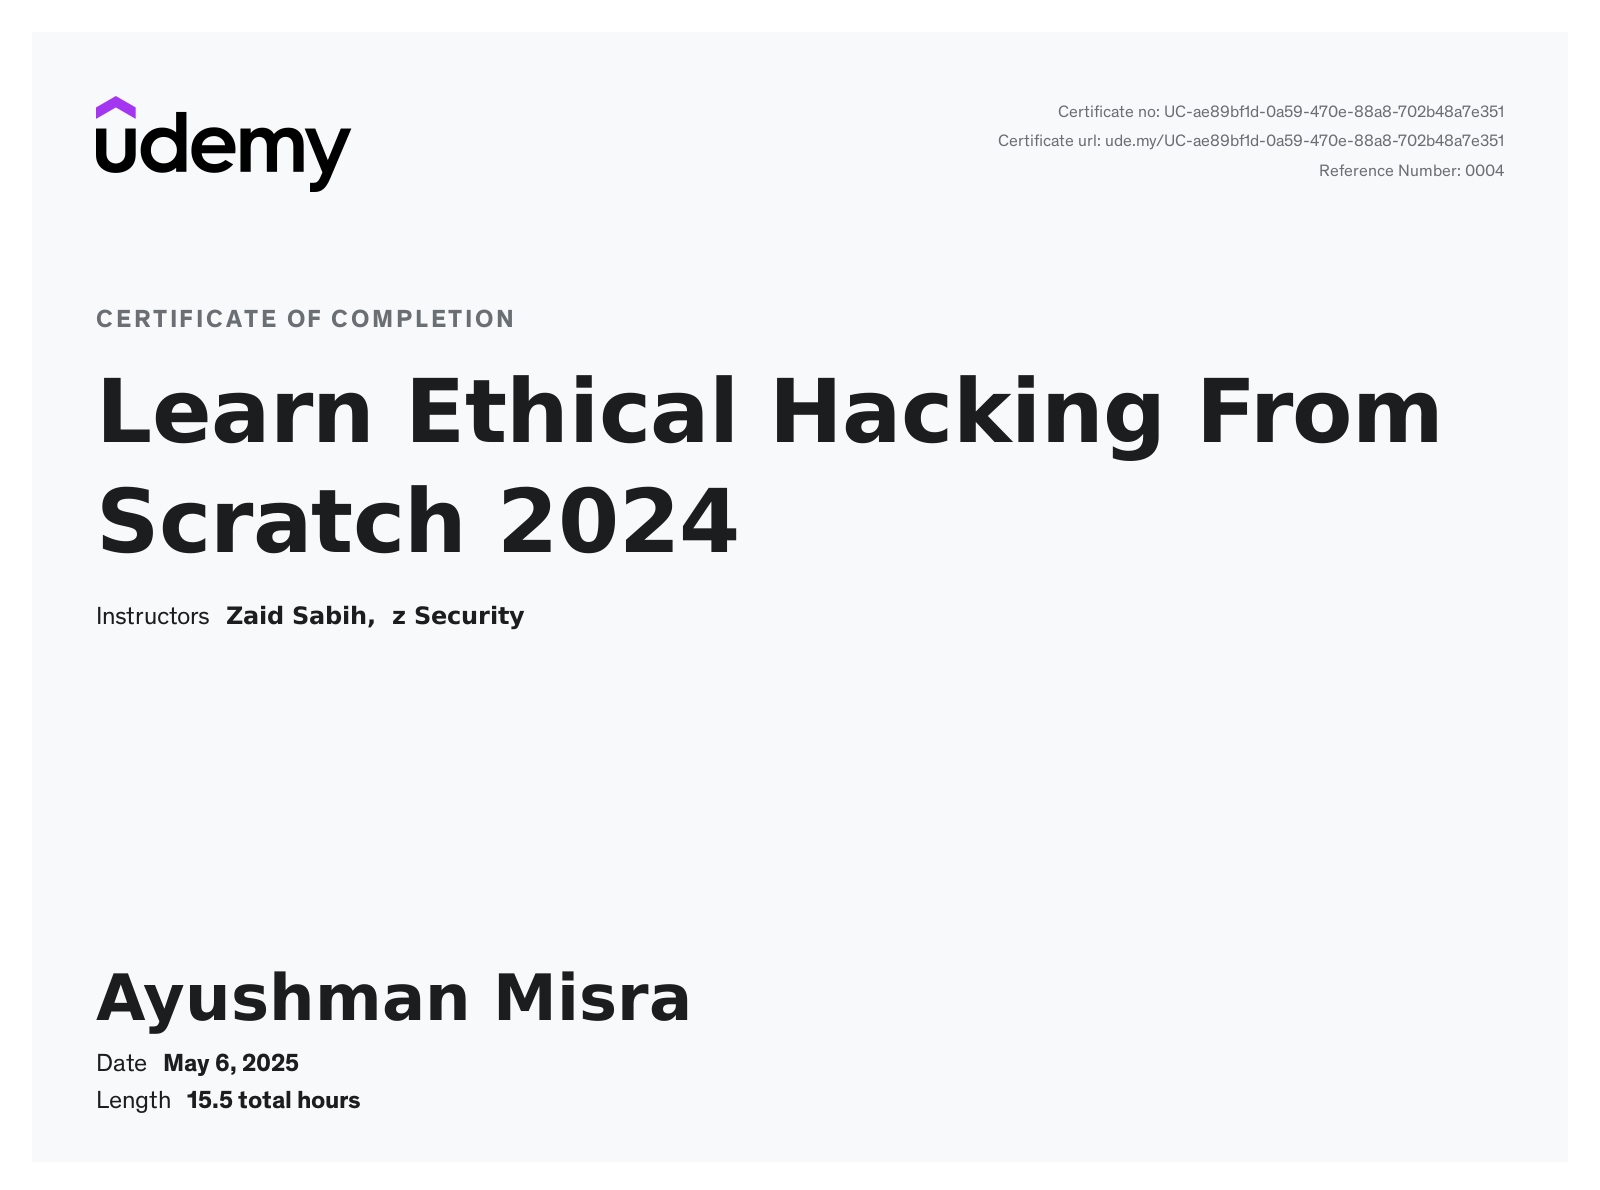 udemy
Certificate no: UC-ae89bf1d-0a59-470e-88a8-702b48a7e351
Certificate url: ude.my/UC-ae89bf1d-0a59-470e-88a8-702b48a7e351
Reference Number: 0004
CERTIFICATE OF COMPLETION
Learn Ethical Hacking From
Scratch 2024
Instructors Zaid Sabih, z Security
Ayushman Misra
Date May 6, 2025
Length 15.5 total hours